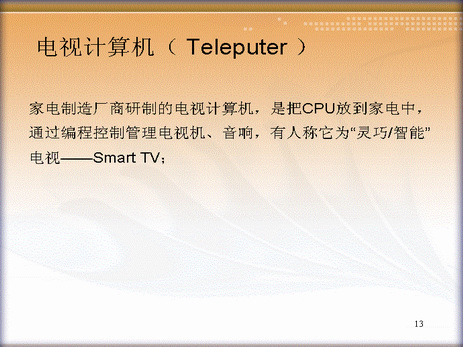 电视计算机（ Teleputer ）
家电制造厂商研制的电视计算机，是把CPU放到家电中，
通过编程控制管理电视机、音响，有人称它为“灵巧/智能”
电视——Smart TV；
13